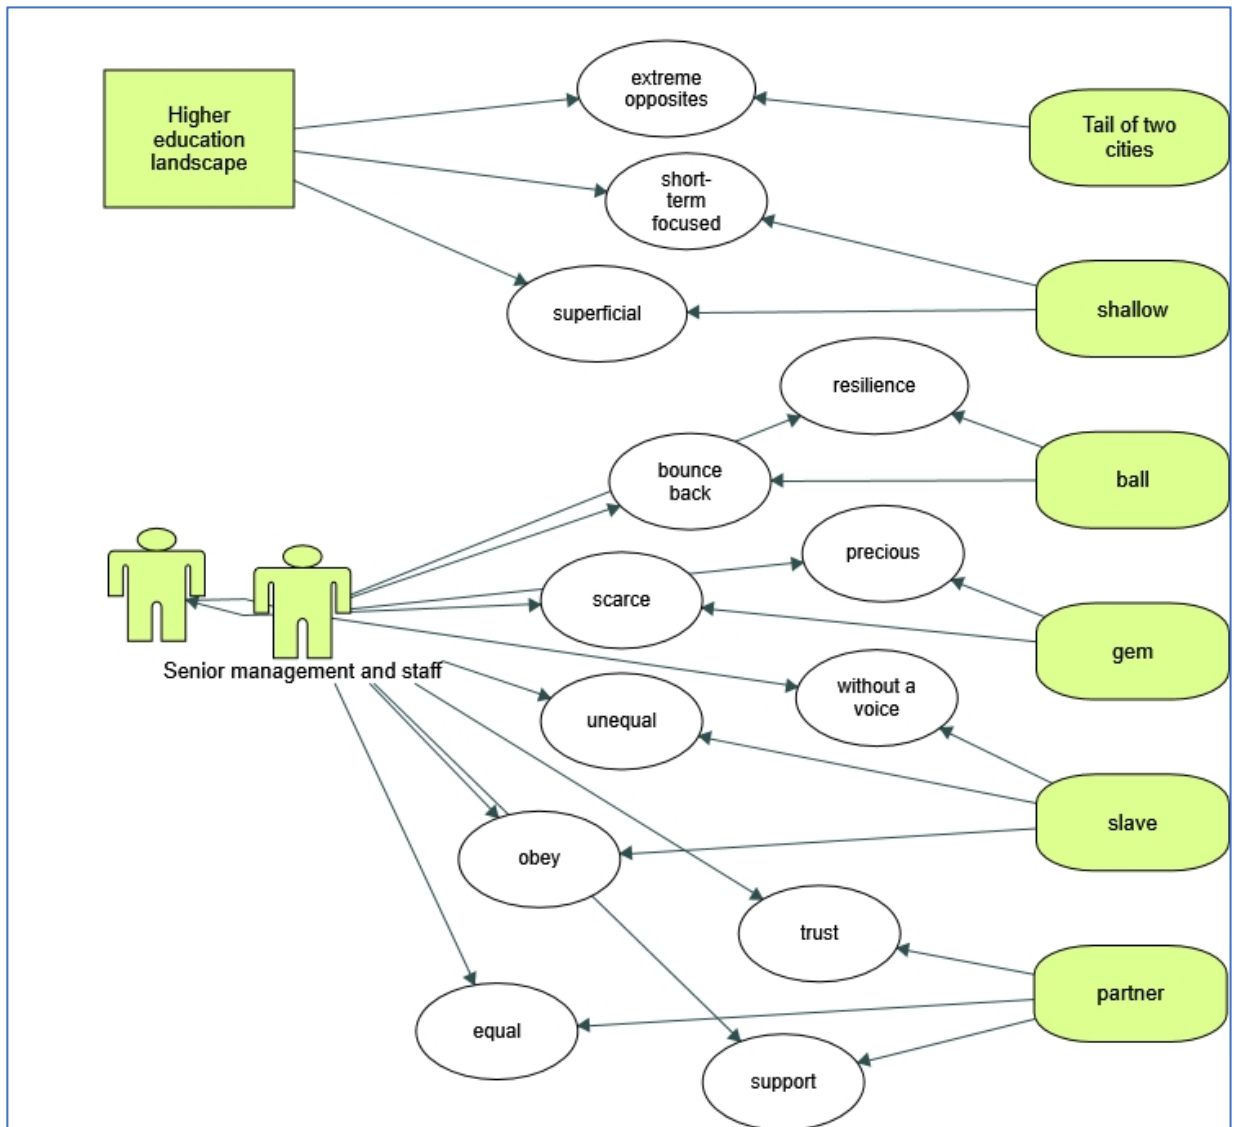 Higher
education
landscape
extreme
opposites
Tail of two
cities
short-
term
focused
superficial
shallow
resilience
bounce
back
ball
precious
scarce
gem
Senior management and staff
without a
voice
unequal
slave
obey
trust
partner
equal
support